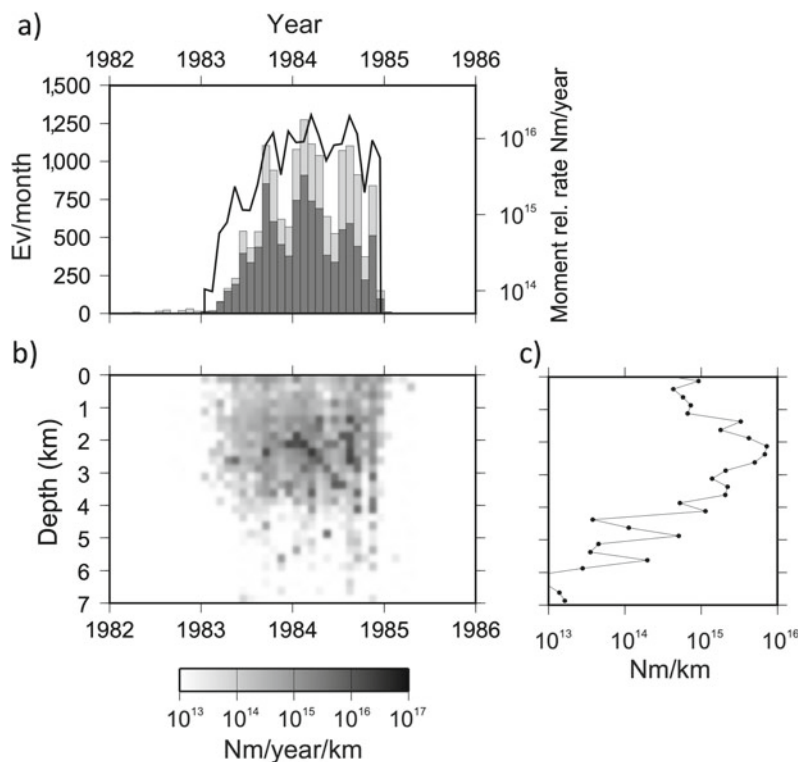 a)
Year
1982 1983 1984 1985 1986
1,500
1,250
1,000
750
500
250
0
Ev/month
10^16
10^15
10^14
Moment rel. rate Nm/year
b)
c)
0
1
2
3
4
5
6
7
Depth (km)
1982 1983 1984 1985 1986
10^13 10^14 10^15 10^16
Nm/km
10^13 10^14 10^15 10^16 10^17
Nm/year/km